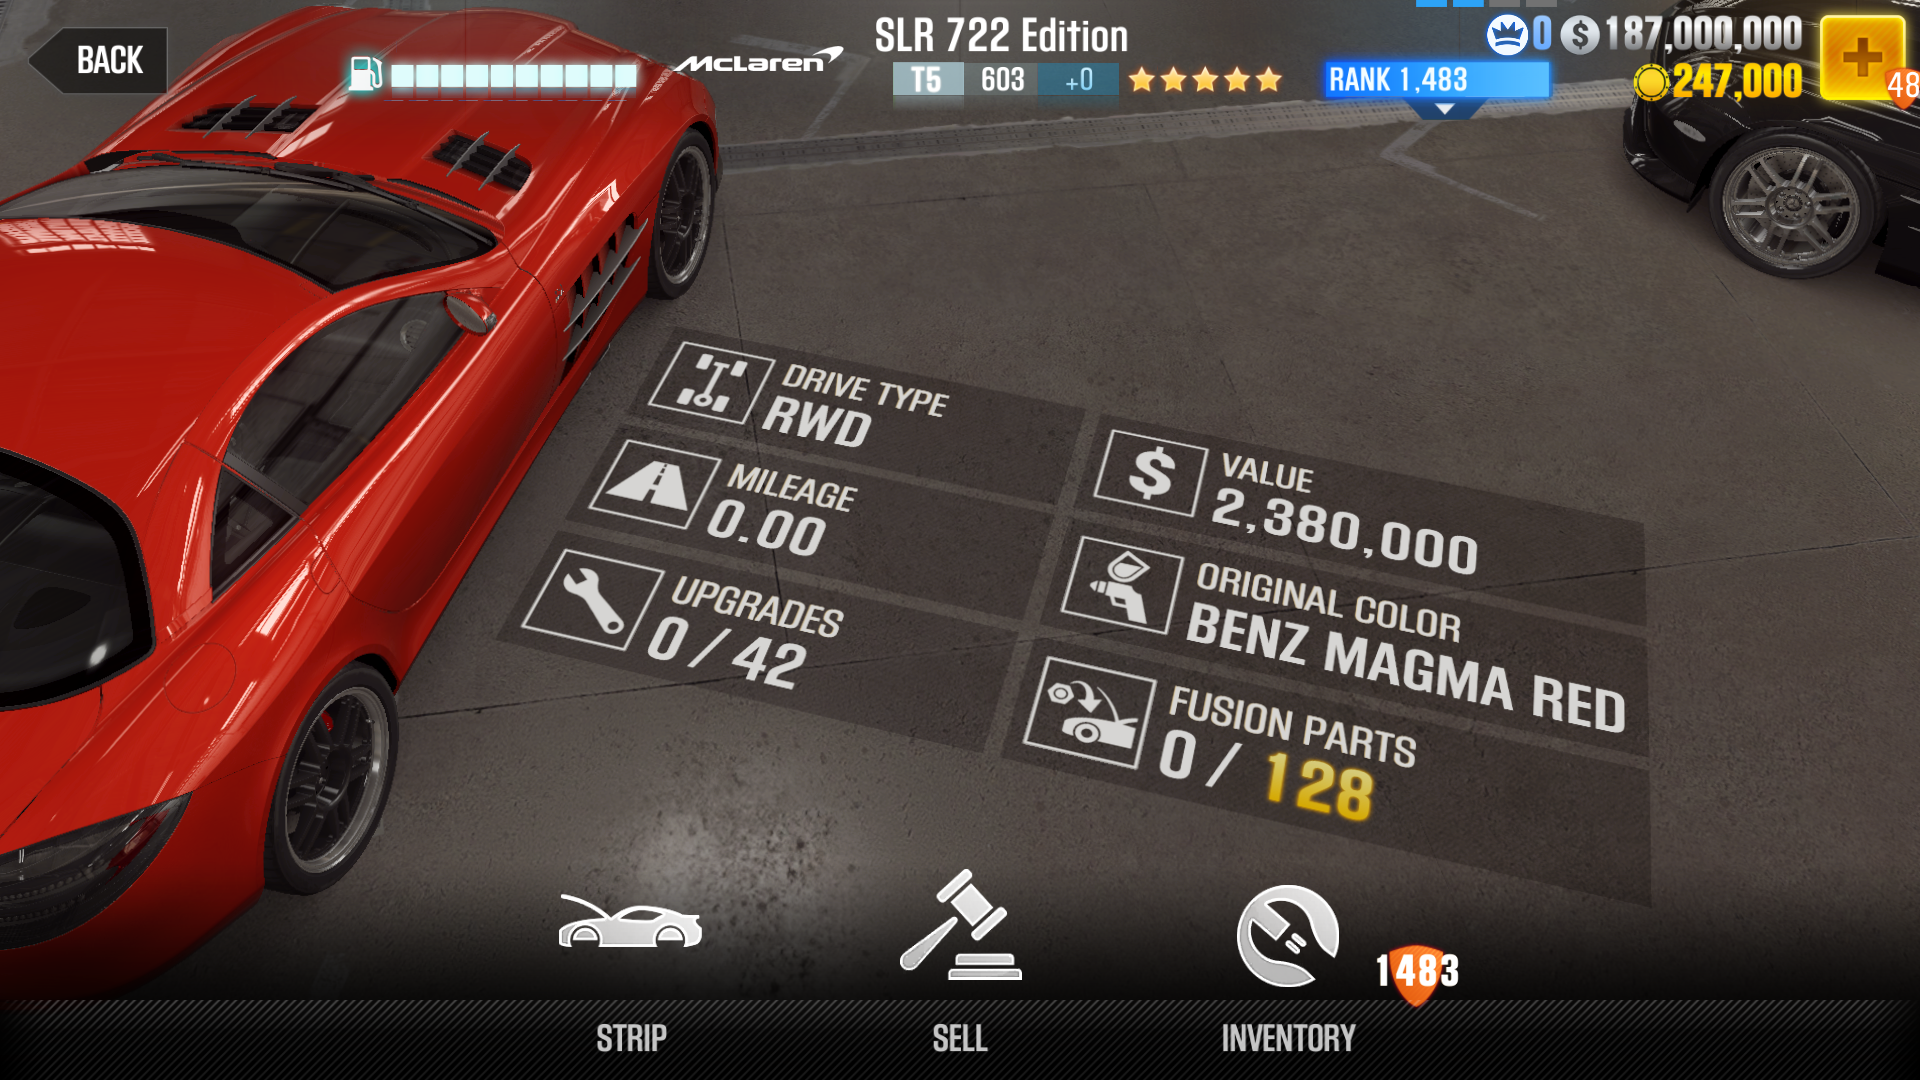 BACK
McLaren
SLR 722 Edition
T5 603 +0
RANK 1,483
0 $ 187,000,000
247,000
48
DRIVE TYPE
RWD
MILEAGE
0.00
UPGRADES
0 / 42
$ VALUE
2,380,000
ORIGINAL COLOR
BENZ MAGMA RED
FUSION PARTS
0 / 128
1483
STRIP
SELL
INVENTORY